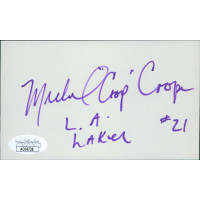 Michael "Coop" Cooper
L.A. #21
Laker